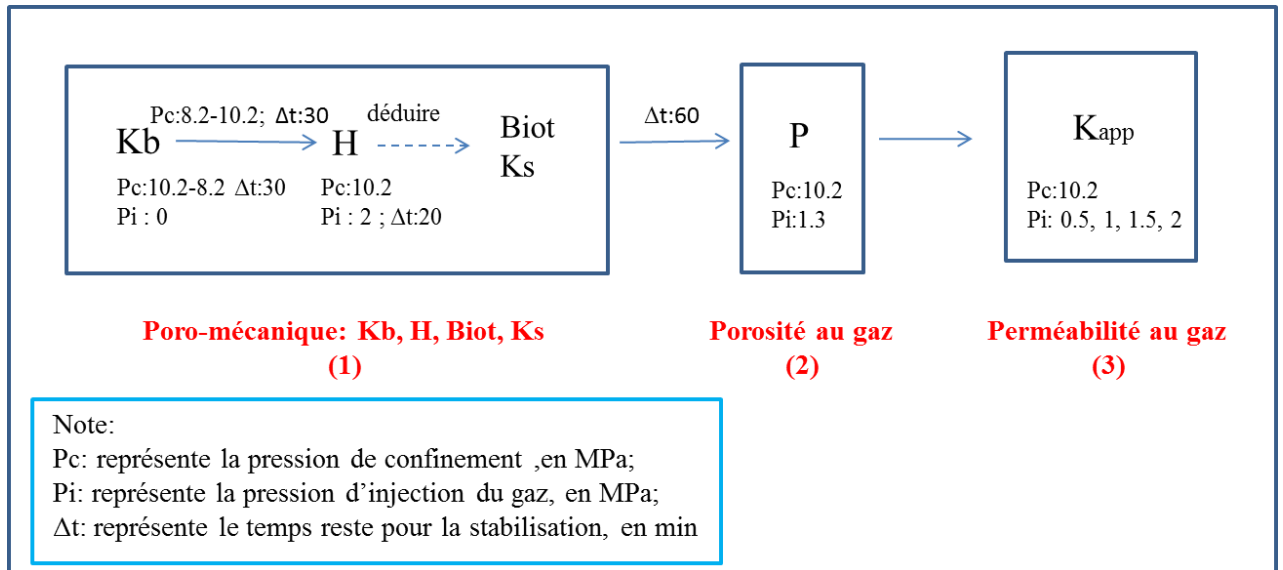 Pc:8.2-10.2; Δt:30
déduire
Kb
H
Biot
Ks
Pc:10.2-8.2 Δt:30
Pi : 0
Pc:10.2
Pi : 2 ; Δt:20
Δt:60
P
Pc:10.2
Pi:1.3
Kapp
Pc:10.2
Pi: 0.5, 1, 1.5, 2
Poro-mécanique: Kb, H, Biot, Ks
(1)
Porosité au gaz
(2)
Perméabilité au gaz
(3)
Note:
Pc: représente la pression de confinement ,en MPa;
Pi: représente la pression d’injection du gaz, en MPa;
Δt: représente le temps reste pour la stabilisation, en min